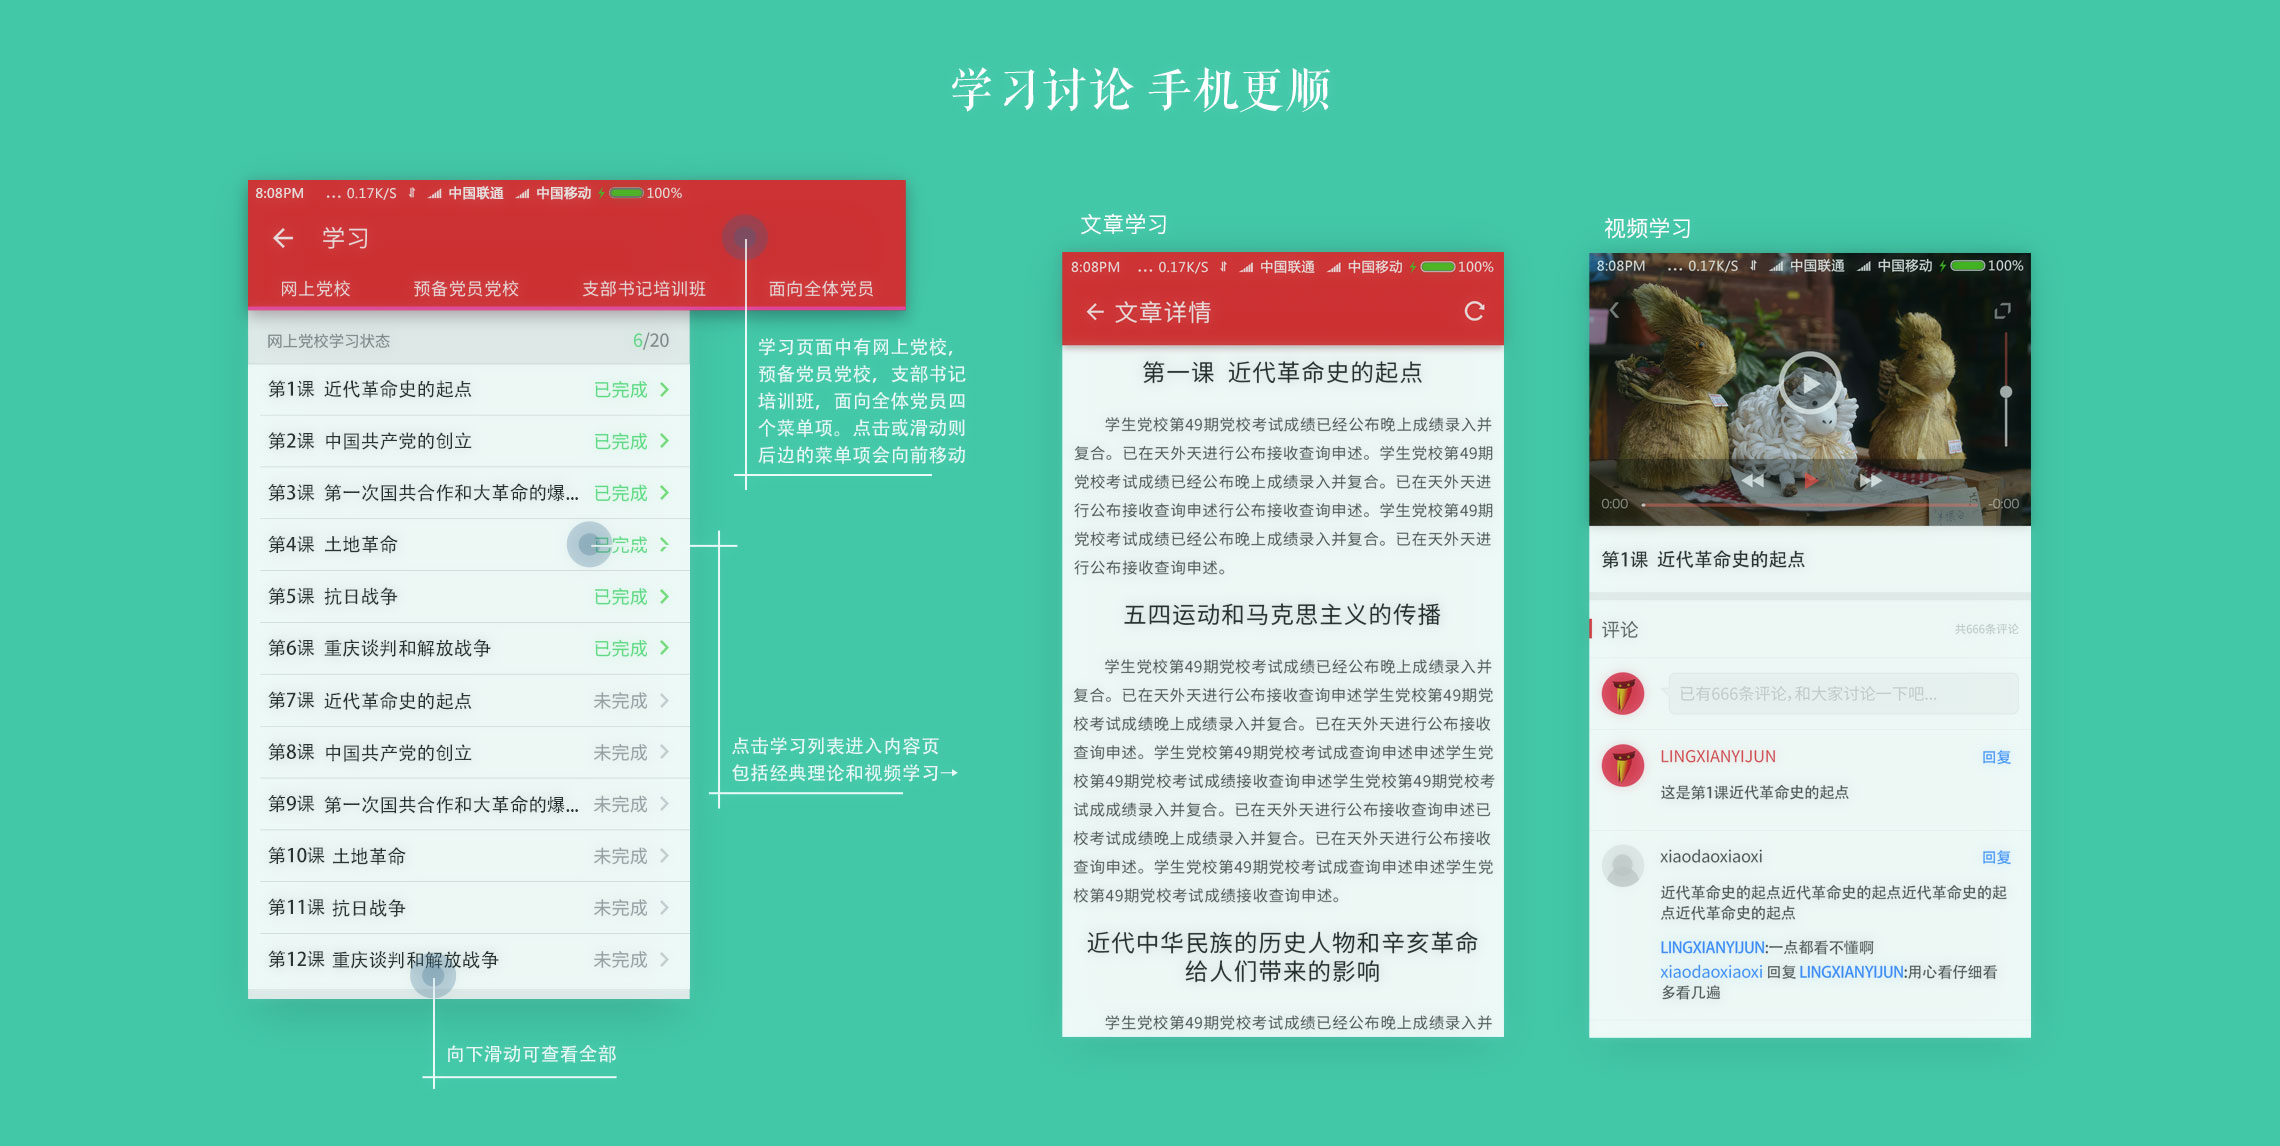 学习讨论 手机更顺
8:08PM ... 0.17K/S 中国联通 中国移动 100%
学习
网上党校 预备党员党校 支部书记培训班 面向全体党员
网上党校学习状态 6/20
第1课 近代革命史的起点 已完成
第2课 中国共产党的创立 已完成
第3课 第一次国共合作和大革命的爆... 已完成
第4课 土地革命 已完成
第5课 抗日战争 已完成
第6课 重庆谈判和解放战争 已完成
第7课 近代革命史的起点 未完成
第8课 中国共产党的创立 未完成
第9课 第一次国共合作和大革命的爆... 未完成
第10课 土地革命 未完成
第11课 抗日战争 未完成
第12课 重庆谈判和解放战争 未完成
向下滑动可查看全部
学习页面中有网上党校，
预备党员党校，支部书记
培训班，面向全体党员四
个菜单项。点击或滑动则
后边的菜单项会向前移动
点击学习列表进入内容页
包括经典理论和视频学习→
文章学习
8:08PM ... 0.17K/S 中国联通 中国移动 100%
文章详情
第一课 近代革命史的起点
学生党校第49期党校考试成绩已经公布晚上成绩录入并
复合。已在天外天进行公布接收查询申述。学生党校第49期
党校考试成绩已经公布晚上成绩录入并复合。已在天外天进
行公布接收查询申述行公布接收查询申述。学生党校第49期
党校考试成绩已经公布晚上成绩录入并复合。已在天外天进
行公布接收查询申述。
五四运动和马克思主义的传播
学生党校第49期党校考试成绩已经公布晚上成绩录入并
复合。已在天外天进行公布接收查询申述学生党校第49期党
校考试成绩晚上成绩录入并复合。已在天外天进行公布接收
查询申述。学生党校第49期党校考试成查询申述申述学生党
校第49期党校考试成绩接收查询申述学生党校第49期党校考
试成成绩录入并复合。已在天外天进行公布接收查询申述已
校考试成绩晚上成绩录入并复合。已在天外天进行公布接收
查询申述。学生党校第49期党校考试成查询申述申述学生党
校第49期党校考试成绩接收查询申述。
近代中华民族的历史人物和辛亥革命
给人们带来的影响
学生党校第49期党校考试成绩已经公布晚上成绩录入并
视频学习
8:08PM ... 0.17K/S 中国联通 中国移动 100%
0:00 -0:00
第1课 近代革命史的起点
评论 共666条评论
已有666条评论,和大家讨论一下吧...
LINGXIANYIJUN 回复
这是第1课近代革命史的起点
xiaodaoxiaoxi 回复
近代革命史的起点近代革命史的起点近代革命史的起
点近代革命史的起点
LINGXIANYIJUN:一点都看不懂啊
xiaodaoxiaoxi 回复 LINGXIANYIJUN:用心看仔细看
多看几遍